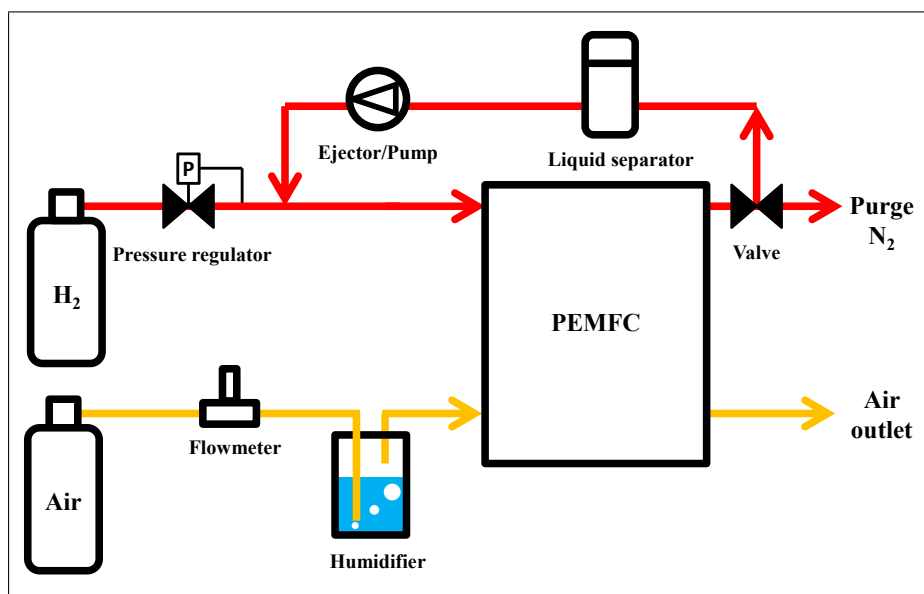 Ejector/Pump
Liquid separator
P
Pressure regulator
H₂
Valve
Purge
N₂
PEMFC
Flowmeter
Air
outlet
Air
Humidifier